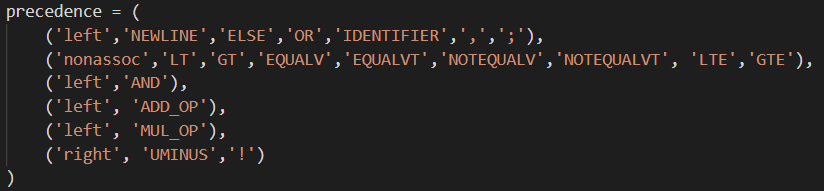 precedence = (
    ('left','NEWLINE','ELSE','OR','IDENTIFIER',',',';'),
    ('nonassoc','LT','GT','EQUALV','EQUALVT','NOTEQUALV','NOTEQUALVT', 'LTE','GTE'),
    ('left','AND'),
    ('left', 'ADD_OP'),
    ('left', 'MUL_OP'),
    ('right', 'UMINUS','!')
)